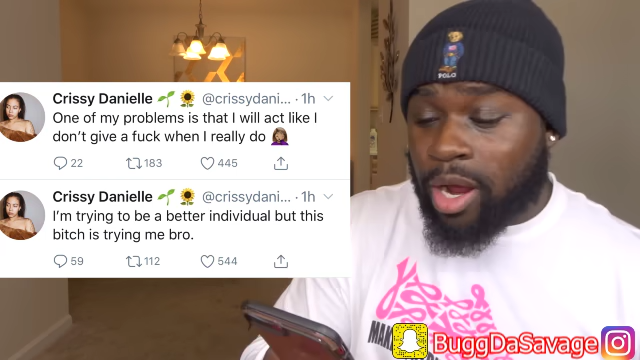 Crissy Danielle 🌱 🌻 @crissydani... · 1h
One of my problems is that I will act like I
don't give a fuck when I really do 🤦🏽‍♀️
22 183 445
Crissy Danielle 🌱 🌻 @crissydani... · 1h
I'm trying to be a better individual but this
bitch is trying me bro.
59 112 544
POLO
MAK
BuggDaSavage